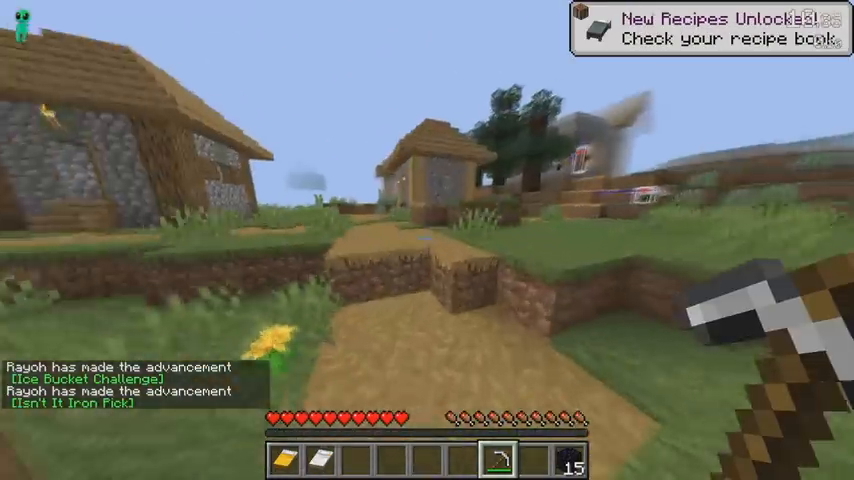 New Recipes Unlocked!
Check your recipe book
Rayoh has made the advancement
[Ice Bucket Challenge]
Rayoh has made the advancement
[Isn't It Iron Pick]
15